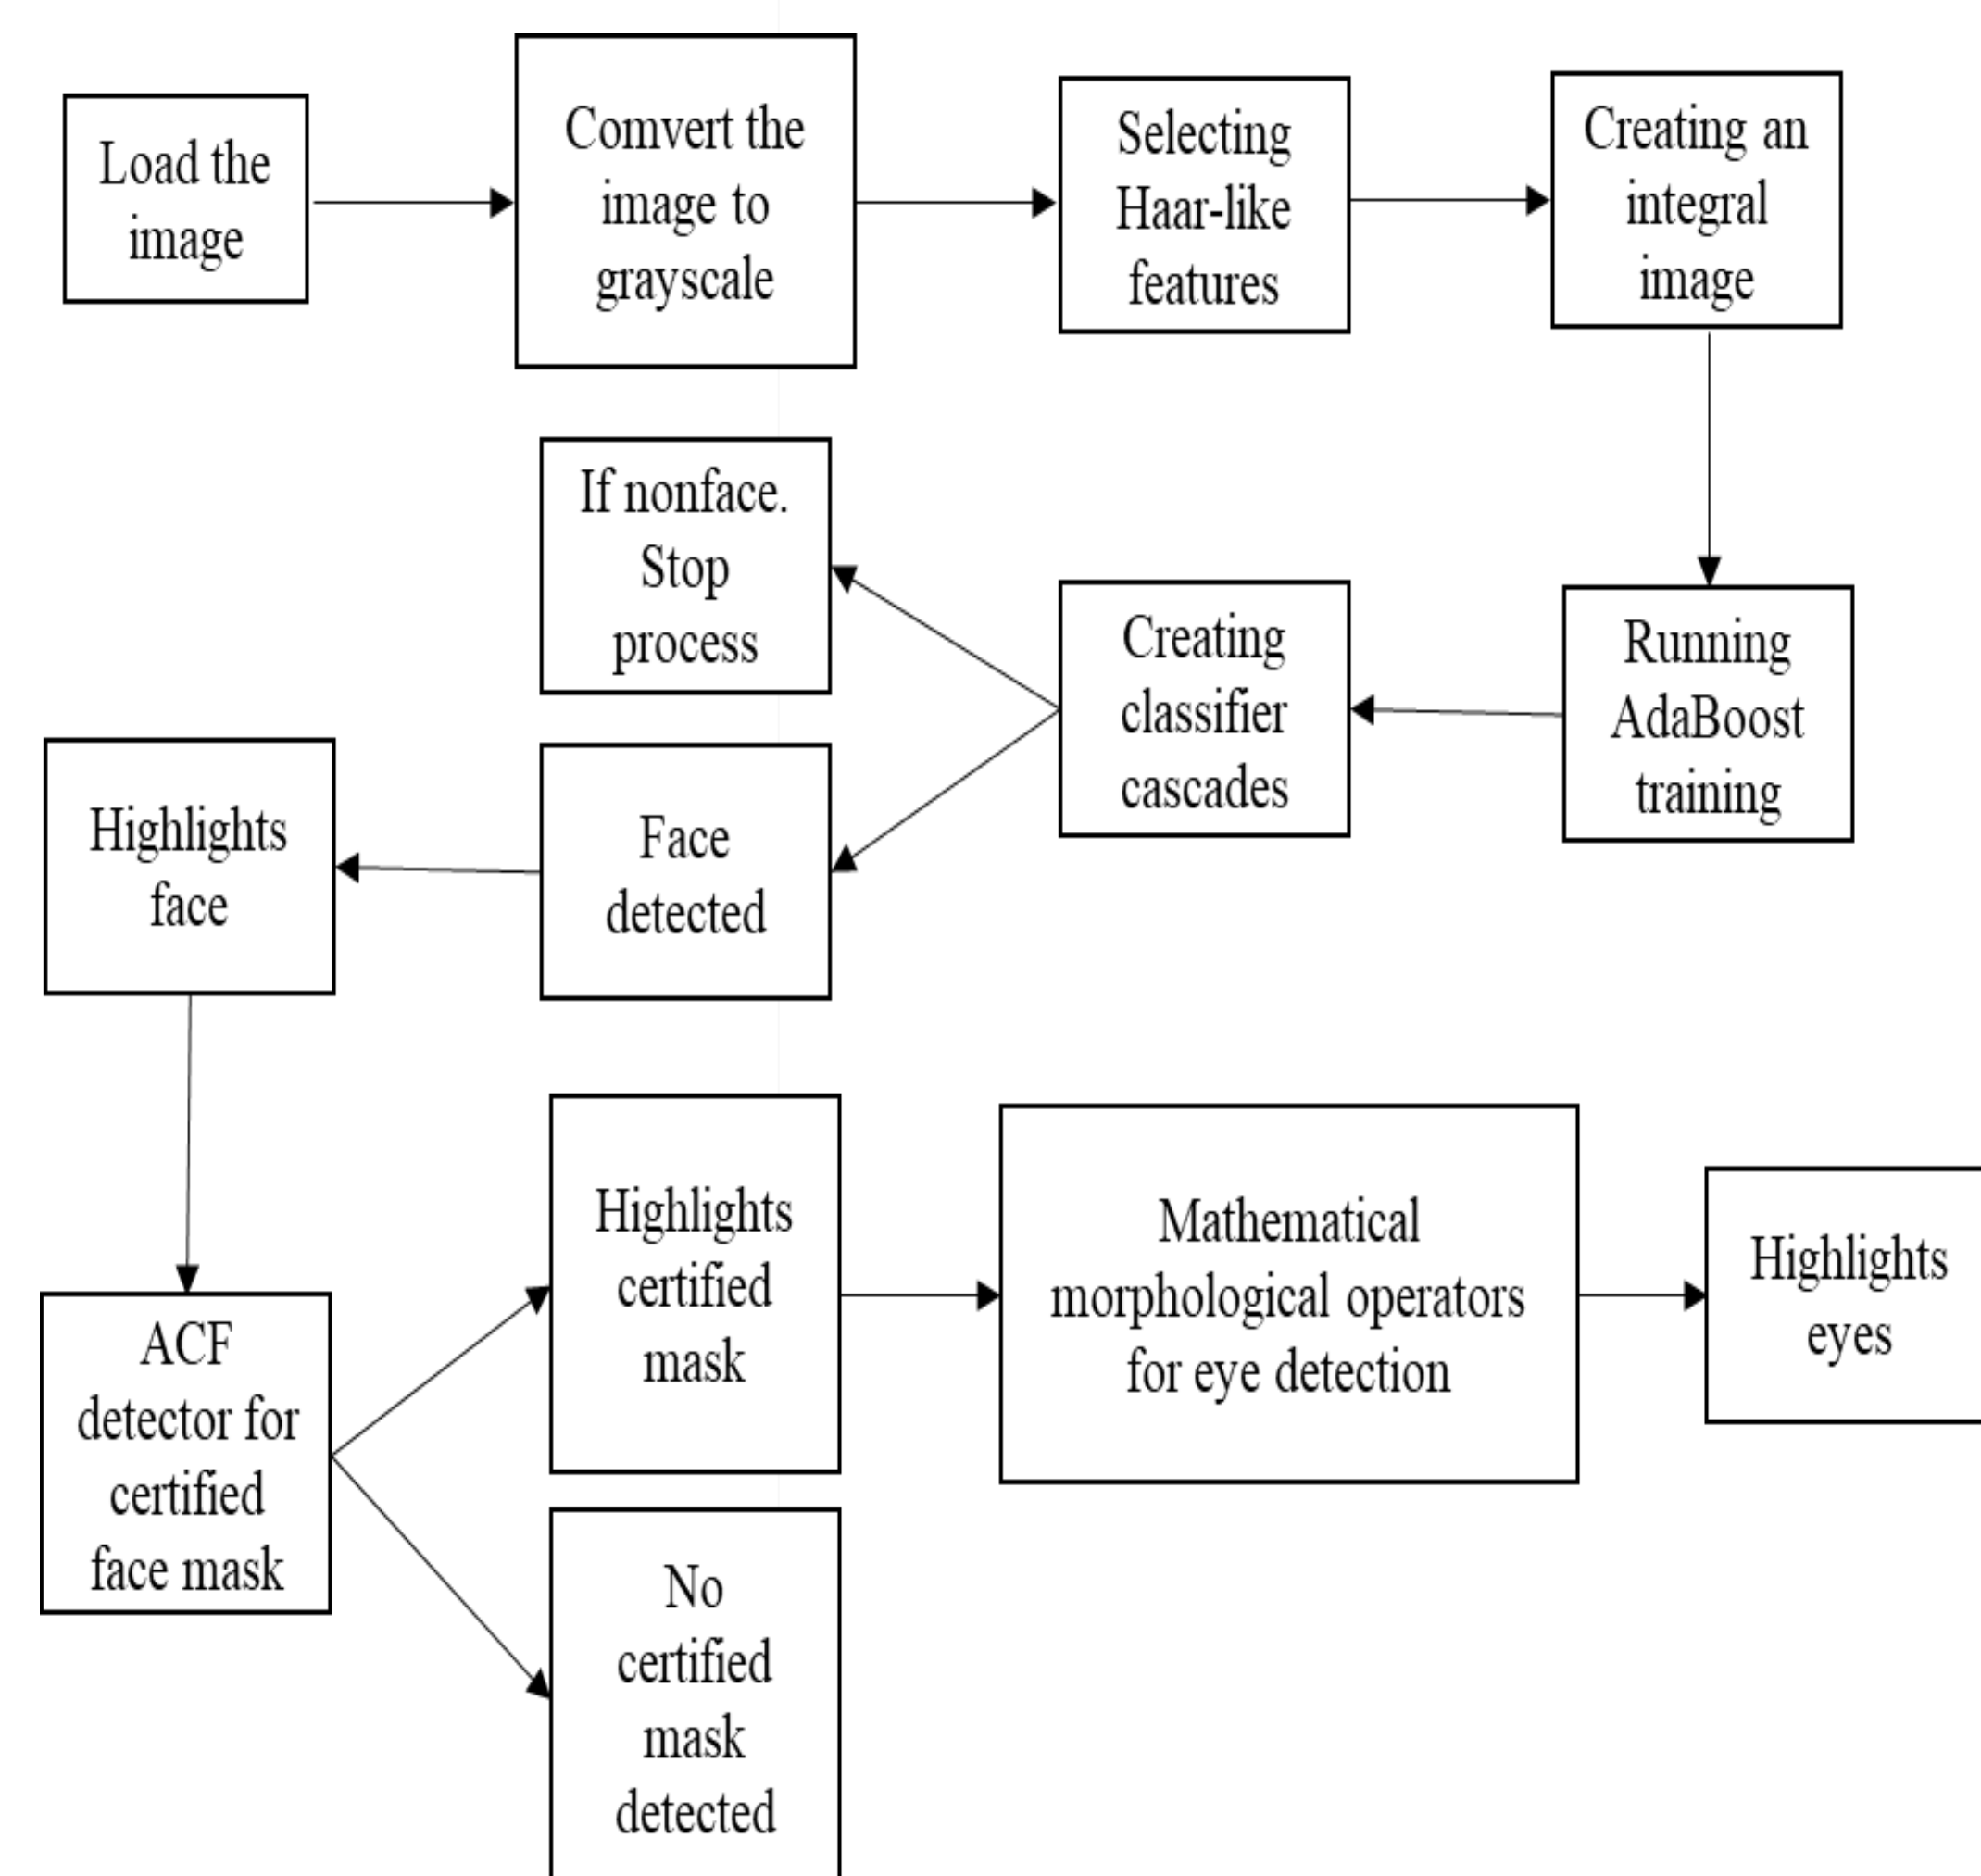 Load the
image
Comvert the
image to
grayscale
Selecting
Haar-like
features
Creating an
integral
image
If nonface.
Stop
process
Creating
classifier
cascades
Running
AdaBoost
training
Highlights
face
Face
detected
ACF
detector for
certified
face mask
Highlights
certified
mask
Mathematical
morphological operators
for eye detection
Highlights
eyes
No
certified
mask
detected